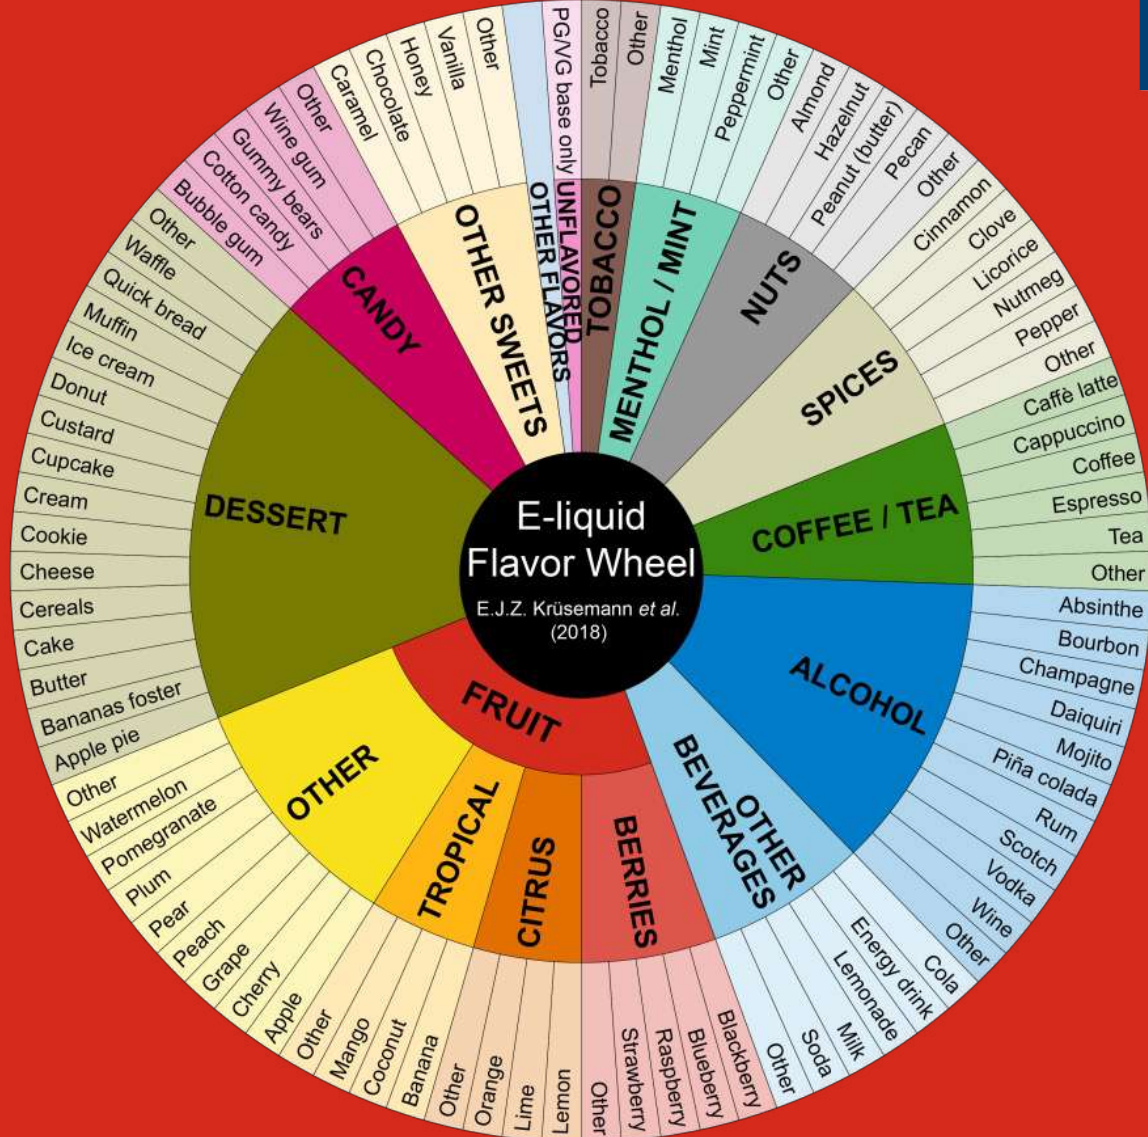 E-liquid
Flavor Wheel
E.J.Z. Krüsemann et al.
(2018)
TOBACCO
Tobacco
Other
MENTHOL / MINT
Menthol
Mint
Peppermint
Other
NUTS
Almond
Hazelnut
Peanut (butter)
Pecan
Other
SPICES
Cinnamon
Clove
Licorice
Nutmeg
Pepper
Other
COFFEE / TEA
Caffè latte
Cappuccino
Coffee
Espresso
Tea
Other
ALCOHOL
Absinthe
Bourbon
Champagne
Daiquiri
Mojito
Piña colada
Rum
Scotch
Vodka
Wine
Other
OTHER
BEVERAGES
Cola
Energy drink
Lemonade
Milk
Soda
Other
FRUIT
BERRIES
Blackberry
Blueberry
Raspberry
Strawberry
Other
CITRUS
Lemon
Lime
Orange
Other
TROPICAL
Banana
Coconut
Mango
Other
OTHER
Apple
Cherry
Grape
Peach
Pear
Plum
Pomegranate
Watermelon
Other
DESSERT
Apple pie
Bananas foster
Butter
Cake
Cereals
Cheese
Cookie
Cream
Cupcake
Custard
Donut
Ice cream
Muffin
Quick bread
Waffle
Other
CANDY
Bubble gum
Cotton candy
Gummy bears
Wine gum
Other
OTHER SWEETS
Caramel
Chocolate
Honey
Vanilla
Other
OTHER FLAVORS
UNFLAVORED
PG/VG base only